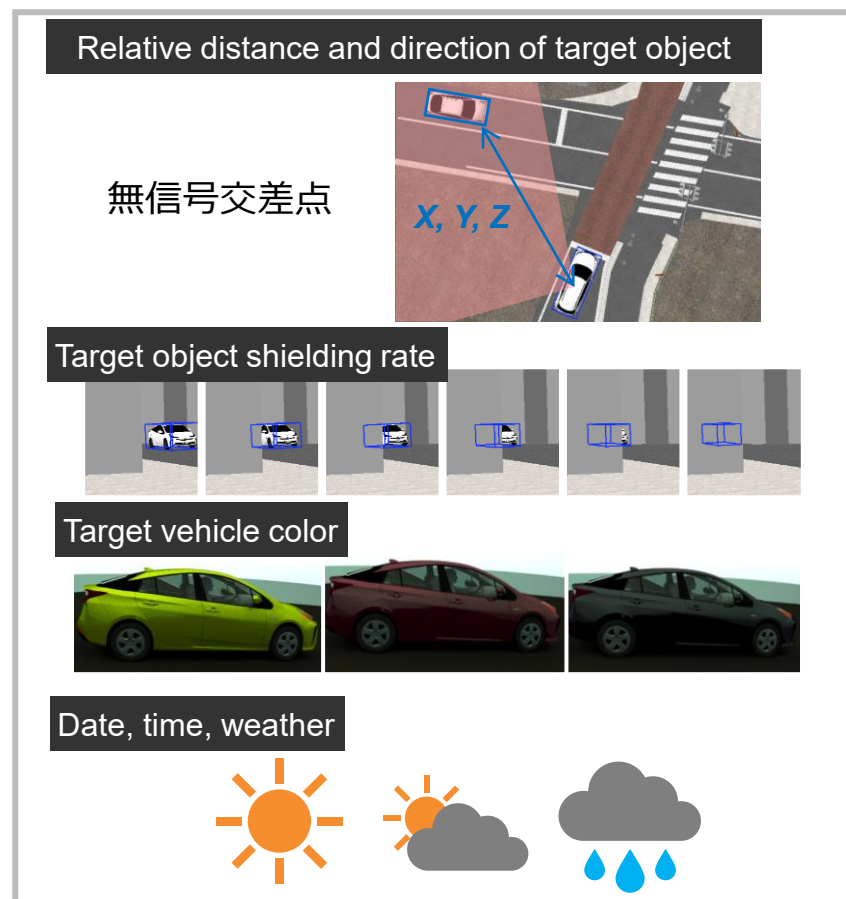 Relative distance and direction of target object
無信号交差点
X, Y, Z
Target object shielding rate
Target vehicle color
Date, time, weather